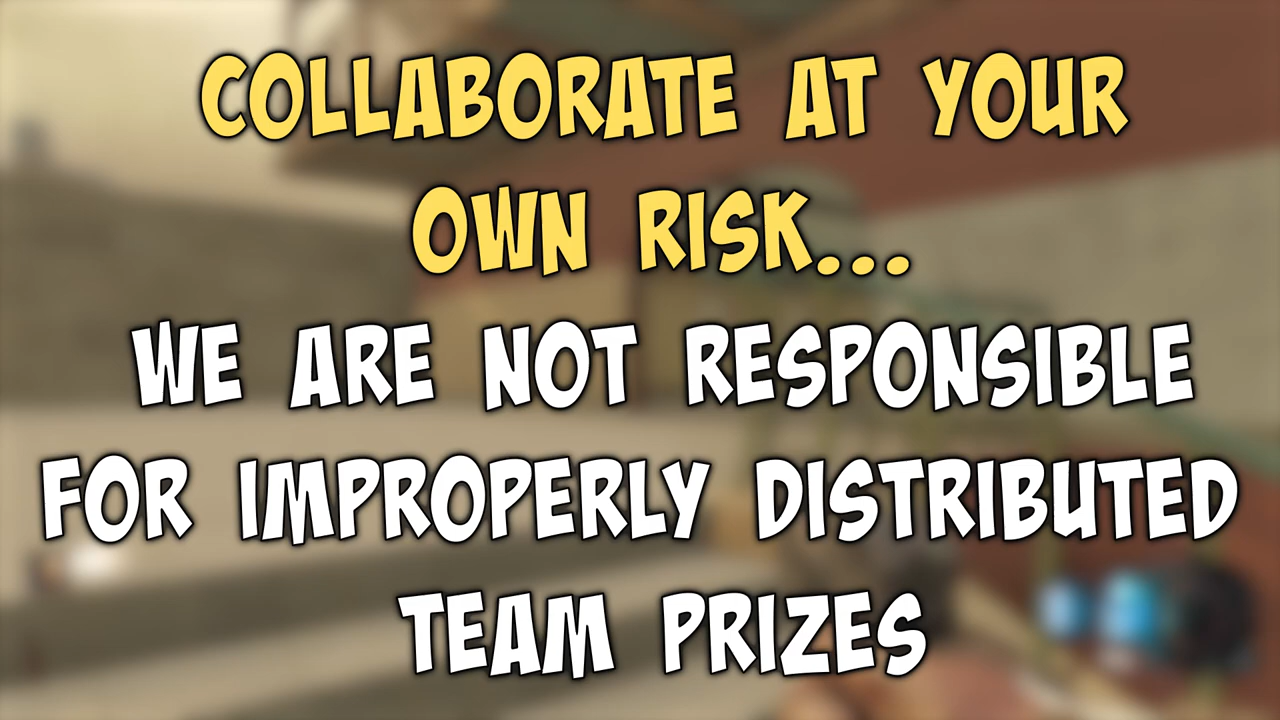 COLLABORATE AT YOUR
OWN RISK...
WE ARE NOT RESPONSIBLE
FOR IMPROPERLY DISTRIBUTED
TEAM PRIZES